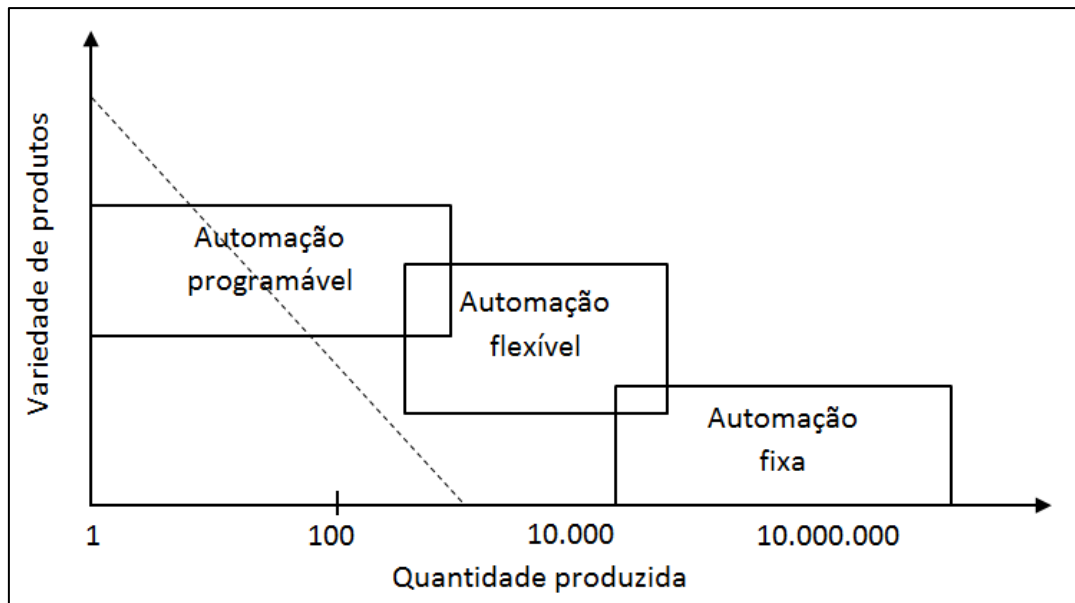 Variedade de produtos
Automação
programável
Automação
flexível
Automação
fixa
1
100
10.000
10.000.000
Quantidade produzida